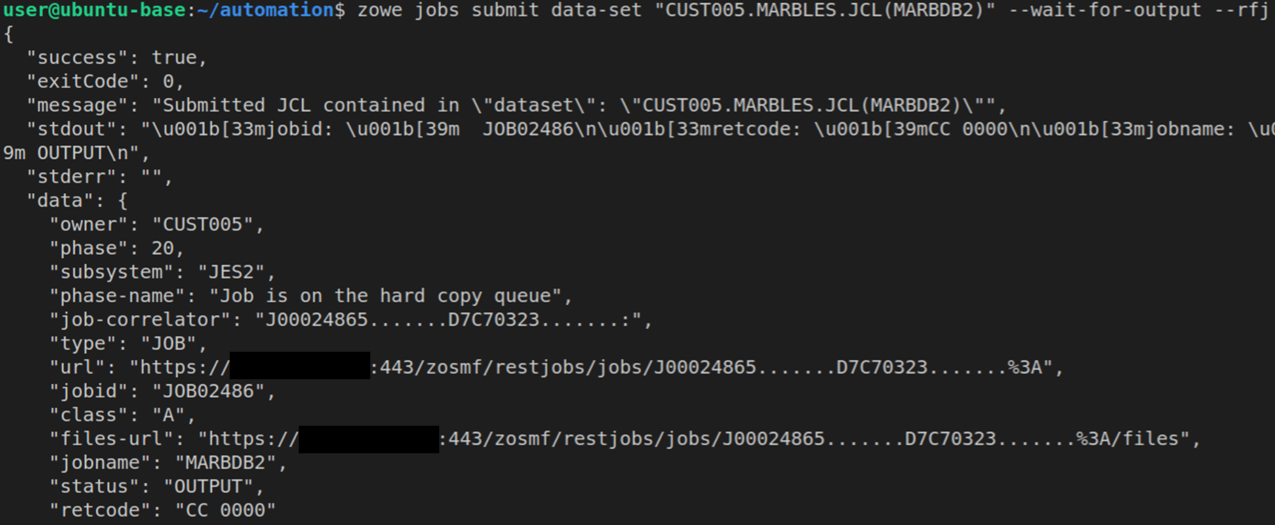 user@ubuntu-base:~/automation$ zowe jobs submit data-set "CUST005.MARBLES.JCL(MARBDB2)" --wait-for-output --rfj
{
  "success": true,
  "exitCode": 0,
  "message": "Submitted JCL contained in \"dataset\": \"CUST005.MARBLES.JCL(MARBDB2)\"",
  "stdout": "\u001b[33mjobid: \u001b[39m  JOB02486\n\u001b[33mretcode: \u001b[39mCC 0000\n\u001b[33mjobname: \u0
9m OUTPUT\n",
  "stderr": "",
  "data": {
    "owner": "CUST005",
    "phase": 20,
    "subsystem": "JES2",
    "phase-name": "Job is on the hard copy queue",
    "job-correlator": "J00024865.......D7C70323.......:",
    "type": "JOB",
    "url": "https://:443/zosmf/restjobs/jobs/J00024865.......D7C70323.......%3A",
    "jobid": "JOB02486",
    "class": "A",
    "files-url": "https://:443/zosmf/restjobs/jobs/J00024865.......D7C70323.......%3A/files",
    "jobname": "MARBDB2",
    "status": "OUTPUT",
    "retcode": "CC 0000"